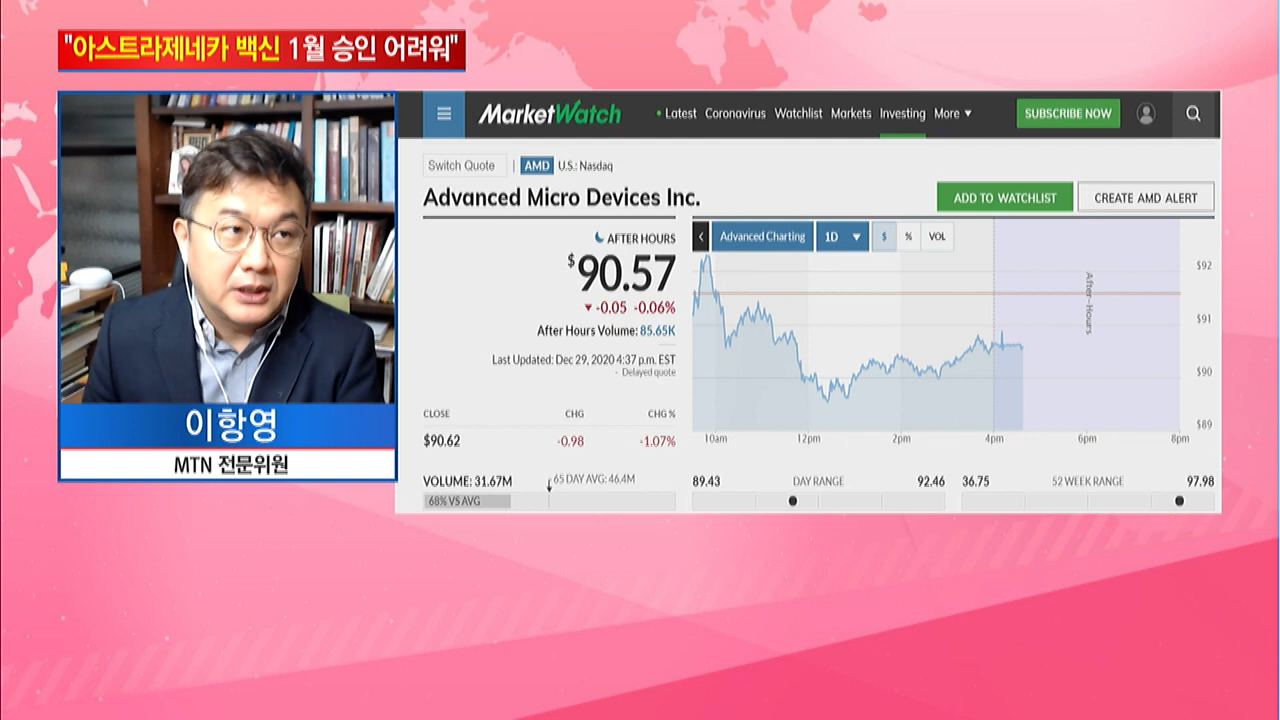 "아스트라제네카 백신 1월 승인 어려워"
MarketWatch
• Latest Coronavirus Watchlist Markets Investing More ▼
SUBSCRIBE NOW
Switch Quote | AMD U.S.: Nasdaq
Advanced Micro Devices Inc.
ADD TO WATCHLIST
CREATE AMD ALERT
AFTER HOURS
$90.57
▼ -0.05 -0.06%
After Hours Volume: 85.65K
Last Updated: Dec 29, 2020 4:37 p.m. EST
- Delayed quote
CLOSE CHG CHG %
$90.62 -0.98 -1.07%
VOLUME: 31.67M
65 DAY AVG: 46.4M
68% VS AVG
< Advanced Charting 1D ▼ $ % VOL
$92
$91
$90
$89
After-Hours
10am 12pm 2pm 4pm 6pm 8pm
89.43 DAY RANGE 92.46
36.75 52 WEEK RANGE 97.98
이항영
MTN 전문위원